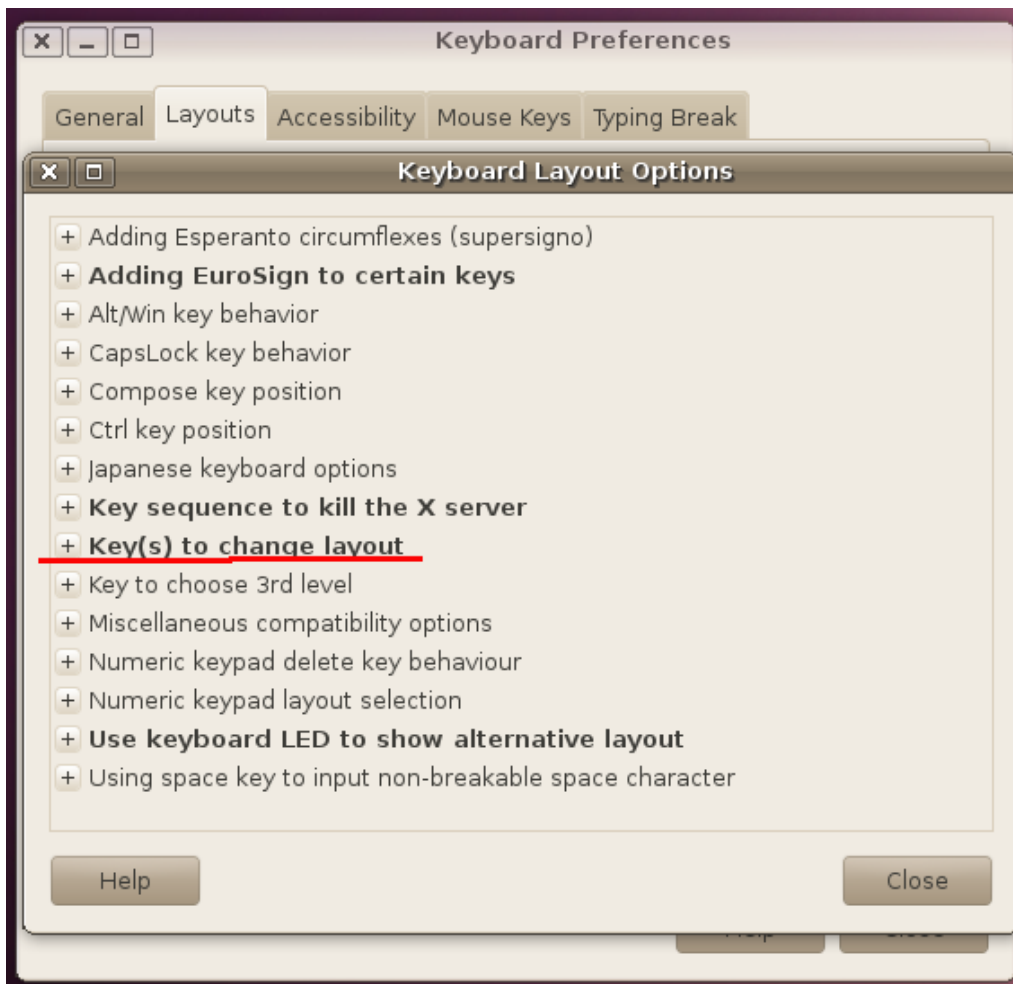 Keyboard Preferences
General Layouts Accessibility Mouse Keys Typing Break
Keyboard Layout Options
Adding Esperanto circumflexes (supersigno)
Adding EuroSign to certain keys
Alt/Win key behavior
CapsLock key behavior
Compose key position
Ctrl key position
Japanese keyboard options
Key sequence to kill the X server
Key(s) to change layout
Key to choose 3rd level
Miscellaneous compatibility options
Numeric keypad delete key behaviour
Numeric keypad layout selection
Use keyboard LED to show alternative layout
Using space key to input non-breakable space character
Help Close